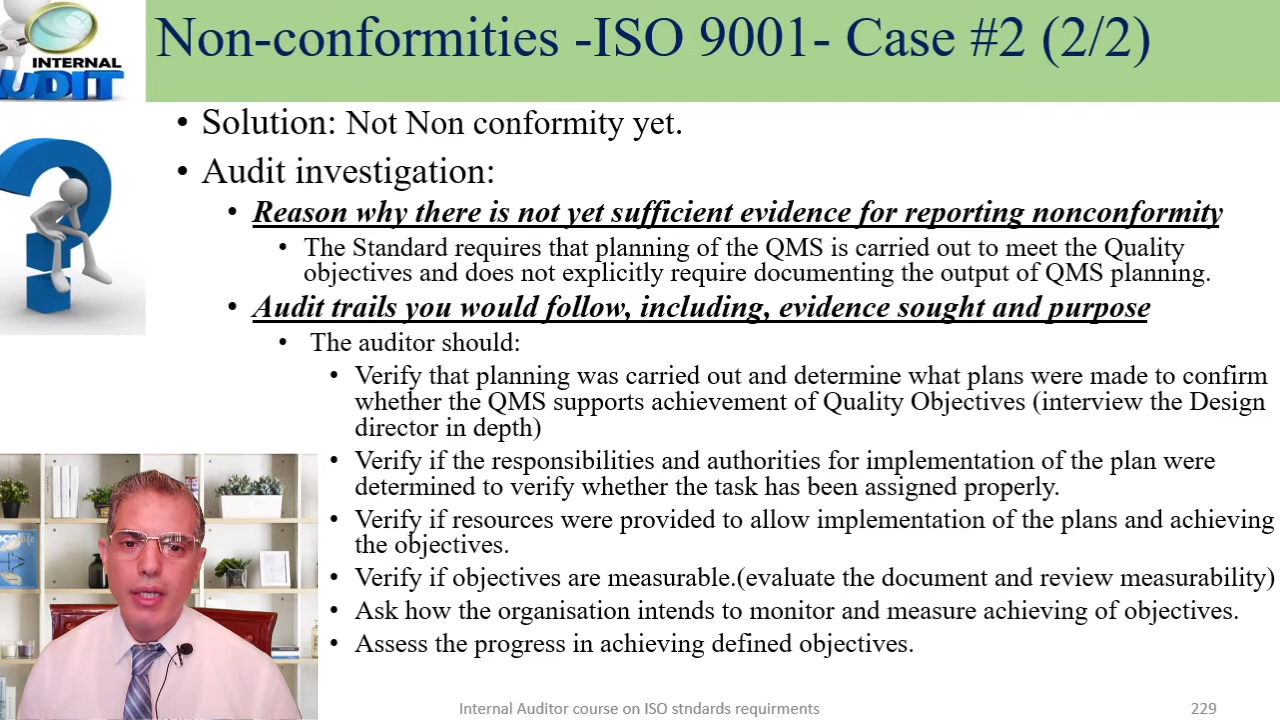 Non-conformities -ISO 9001- Case #2 (2/2)
INTERNAL
AUDIT
• Solution: Not Non conformity yet.
• Audit investigation:
• Reason why there is not yet sufficient evidence for reporting nonconformity
• The Standard requires that planning of the QMS is carried out to meet the Quality
objectives and does not explicitly require documenting the output of QMS planning.
• Audit trails you would follow, including, evidence sought and purpose
• The auditor should:
• Verify that planning was carried out and determine what plans were made to confirm
whether the QMS supports achievement of Quality Objectives (interview the Design
director in depth)
• Verify if the responsibilities and authorities for implementation of the plan were
determined to verify whether the task has been assigned properly.
• Verify if resources were provided to allow implementation of the plans and achieving
the objectives.
• Verify if objectives are measurable.(evaluate the document and review measurability)
• Ask how the organisation intends to monitor and measure achieving of objectives.
• Assess the progress in achieving defined objectives.
Internal Auditor course on ISO stndards requirments
229